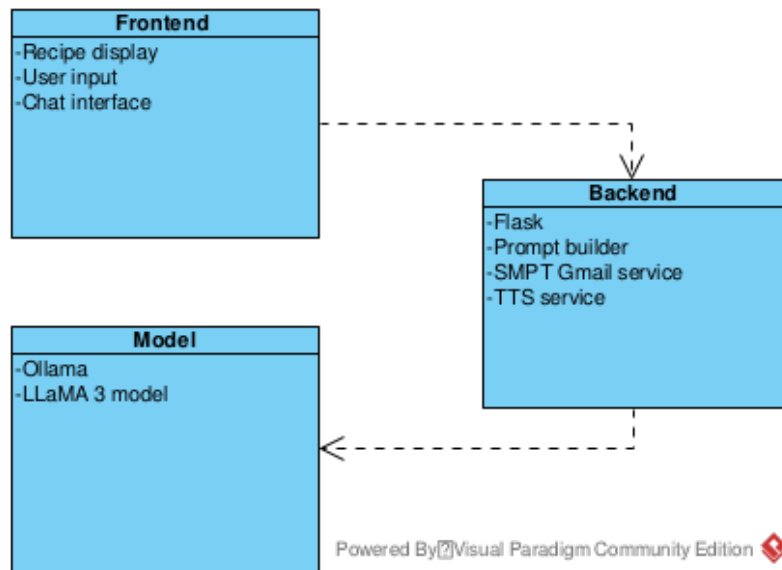 Frontend
-Recipe display
-User input
-Chat interface
Backend
-Flask
-Prompt builder
-SMPT Gmail service
-TTS service
Model
-Ollama
-LLaMA 3 model
Powered By⍰Visual Paradigm Community Edition